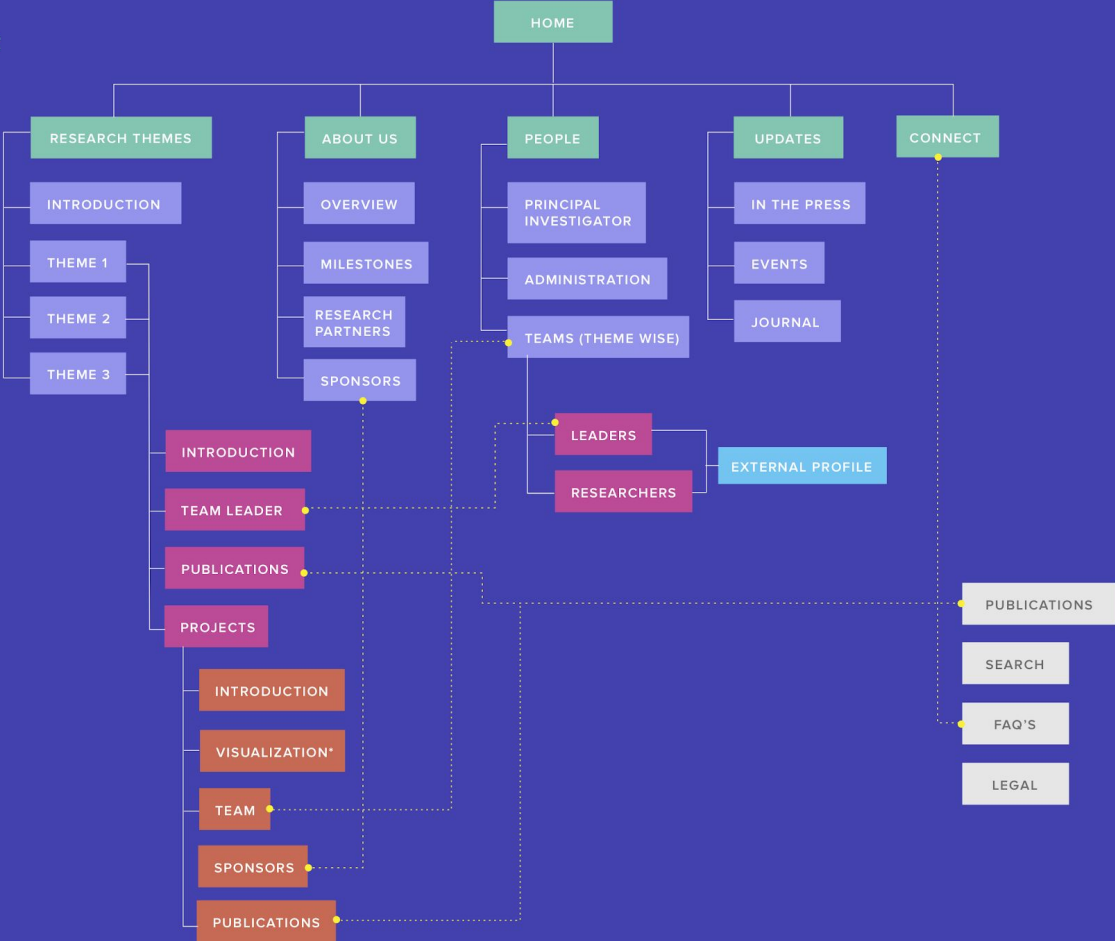 HOME
RESEARCH THEMES
INTRODUCTION
THEME 1
THEME 2
THEME 3
INTRODUCTION
TEAM LEADER
PUBLICATIONS
PROJECTS
INTRODUCTION
VISUALIZATION*
TEAM
SPONSORS
PUBLICATIONS
ABOUT US
OVERVIEW
MILESTONES
RESEARCH
PARTNERS
SPONSORS
PEOPLE
PRINCIPAL
INVESTIGATOR
ADMINISTRATION
TEAMS (THEME WISE)
LEADERS
RESEARCHERS
EXTERNAL PROFILE
UPDATES
IN THE PRESS
EVENTS
JOURNAL
CONNECT
PUBLICATIONS
SEARCH
FAQ'S
LEGAL